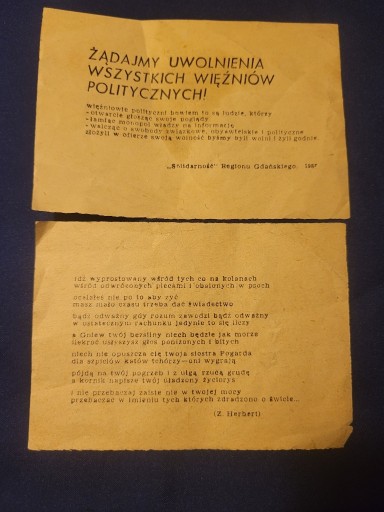 ŻĄDAJMY UWOLNIENIA
WSZYSTKICH WIĘŹNIÓW
POLITYCZNYCH!
więźniowie polityczni bowiem to są ludzie, którzy
-otwarcie głosząc swoje poglądy
-łamiąc monopol władzy na informację
-walcząc o swobody związkowe, obywatelskie i polityczne
złożyli w ofierze swoją wolność byśmy byli wolni i żyli godnie.
"Solidarność" Regionu Gdańskiego.
idź wyprostowany wśród tych co na kolanach
wśród odwróconych plecami i obalonych w proch
ocalałeś nie po to aby żyć
masz mało czasu trzeba dać świadectwo
bądź odważny gdy rozum zawodzi bądź odważny
w ostatecznym rachunku jedynie to się liczy
a Gniew twój bezsilny niech będzie jak morze
ilekroć usłyszysz głos poniżonych i bitych
niech nie opuszcza cię twoja siostra Pogarda
dla szpiclów katów tchórzy-oni wygrają
pójdą na twój pogrzeb i z ulgą rzucą grudę
a kornik napisze twój uładzony życiorys
i nie przebaczaj zaiste nie w twojej mocy
przebaczać w imieniu tych których zdradzono o świcie...
(Z. Herbert)